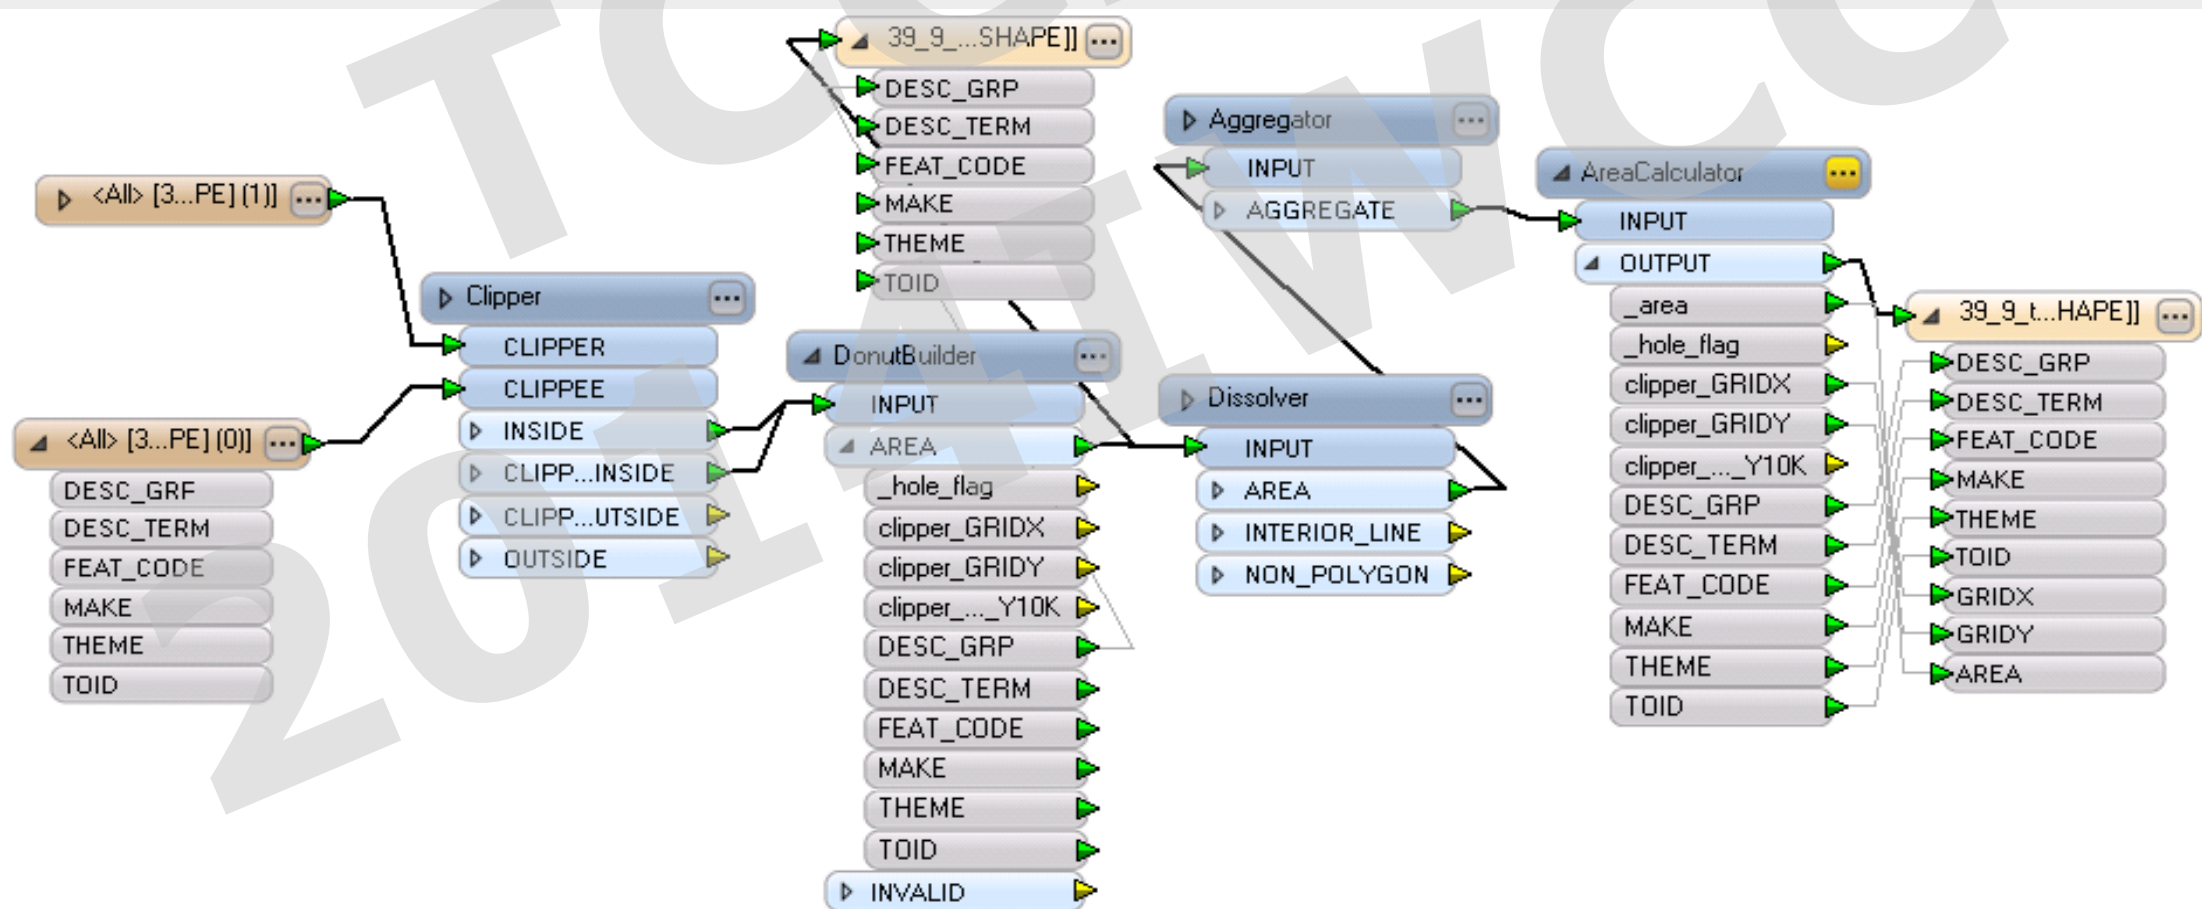 <All> [3...PE] (1)]
<All> [3...PE] (0)]
DESC_GRF
DESC_TERM
FEAT_CODE
MAKE
THEME
TOID
Clipper
CLIPPER
CLIPPEE
INSIDE
CLIPP...INSIDE
CLIPP...UTSIDE
OUTSIDE
39_9_...SHAPE]]
DESC_GRP
DESC_TERM
FEAT_CODE
MAKE
THEME
TOID
DonutBuilder
INPUT
AREA
_hole_flag
clipper_GRIDX
clipper_GRIDY
clipper_..._Y10K
DESC_GRP
DESC_TERM
FEAT_CODE
MAKE
THEME
TOID
INVALID
Aggregator
INPUT
AGGREGATE
Dissolver
INPUT
AREA
INTERIOR_LINE
NON_POLYGON
AreaCalculator
INPUT
OUTPUT
_area
_hole_flag
clipper_GRIDX
clipper_GRIDY
clipper_..._Y10K
DESC_GRP
DESC_TERM
FEAT_CODE
MAKE
THEME
TOID
39_9_t...HAPE]]
DESC_GRP
DESC_TERM
FEAT_CODE
MAKE
THEME
TOID
GRIDX
GRIDY
AREA
2014IWCC